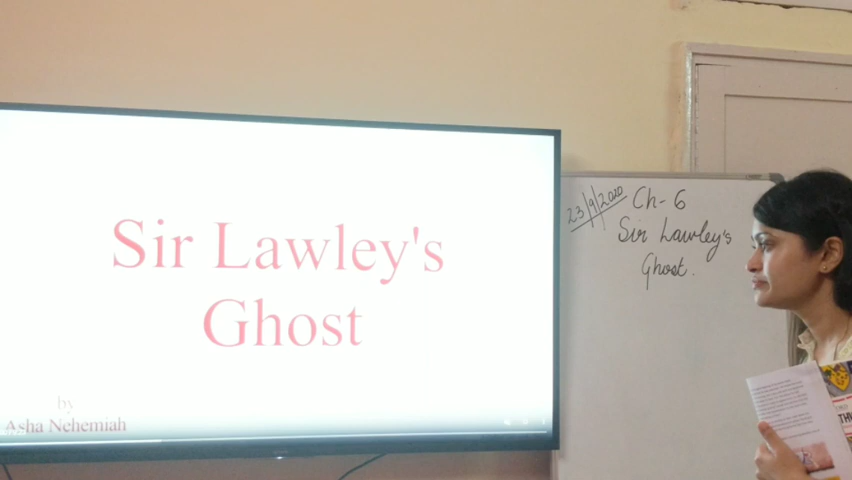 Sir Lawley's
Ghost
by
Asha Nehemiah
23/9/2020
Ch-6
Sir Lawley's
Ghost.